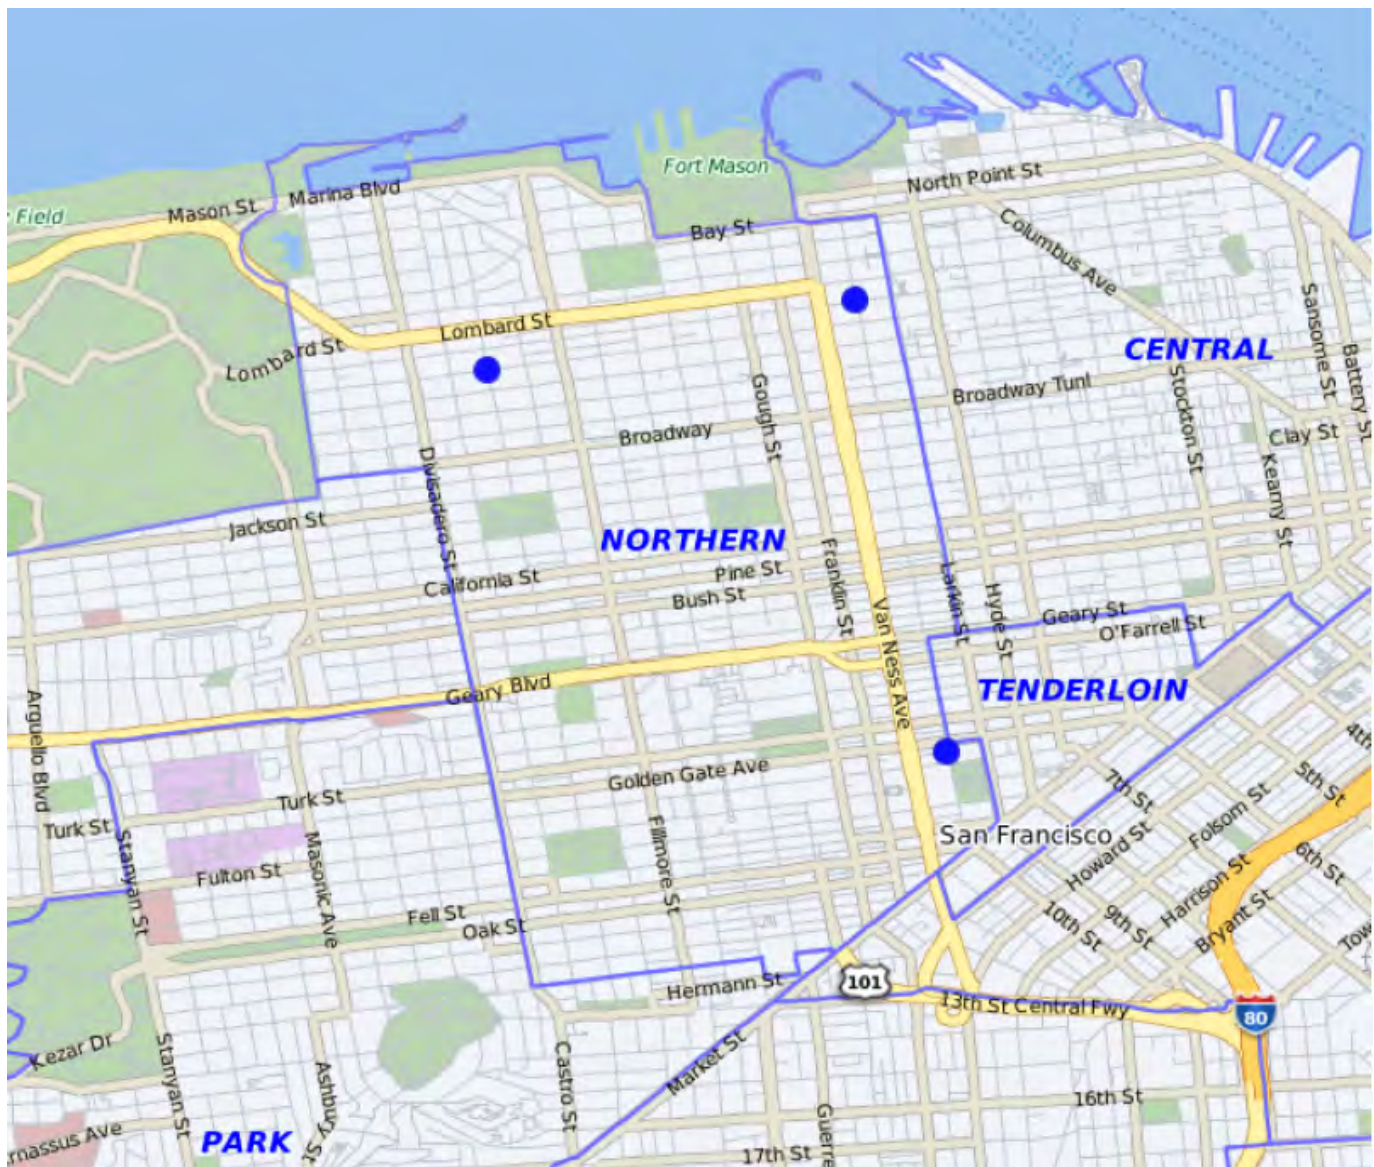 Fort Mason
North Point St
Marina Blvd
Mason St
Field
Bay St
Columbus Ave
Sansome St
Lombard St
Lombard St
CENTRAL
Battery St
Stockton St
Broadway Tunl
Gough St
Broadway
Clay St
Kearny St
Divisadero St
Jackson St
NORTHERN
California St
Pine St
Bush St
Franklin St
Larkin St
Hyde St
Geary St
O'Farrell St
Van Ness Ave
TENDERLOIN
Geary Blvd
Arguello Blvd
4th
5th St
Golden Gate Ave
7th St
Turk St
Folsom St
Turk St
San Francisco
Stanyan St
Masonic Ave
Fillmore St
Howard St
6th St
Harrison St
Fulton St
Fell St
Oak St
10th St
9th St
Bryant St
Tow
Hermann St
101
13th St Central Fwy
80
Kezar Dr
Stanyan St
Ashbury St
Castro St
Market St
16th St
Guerre
rnassus Ave
PARK
17th St